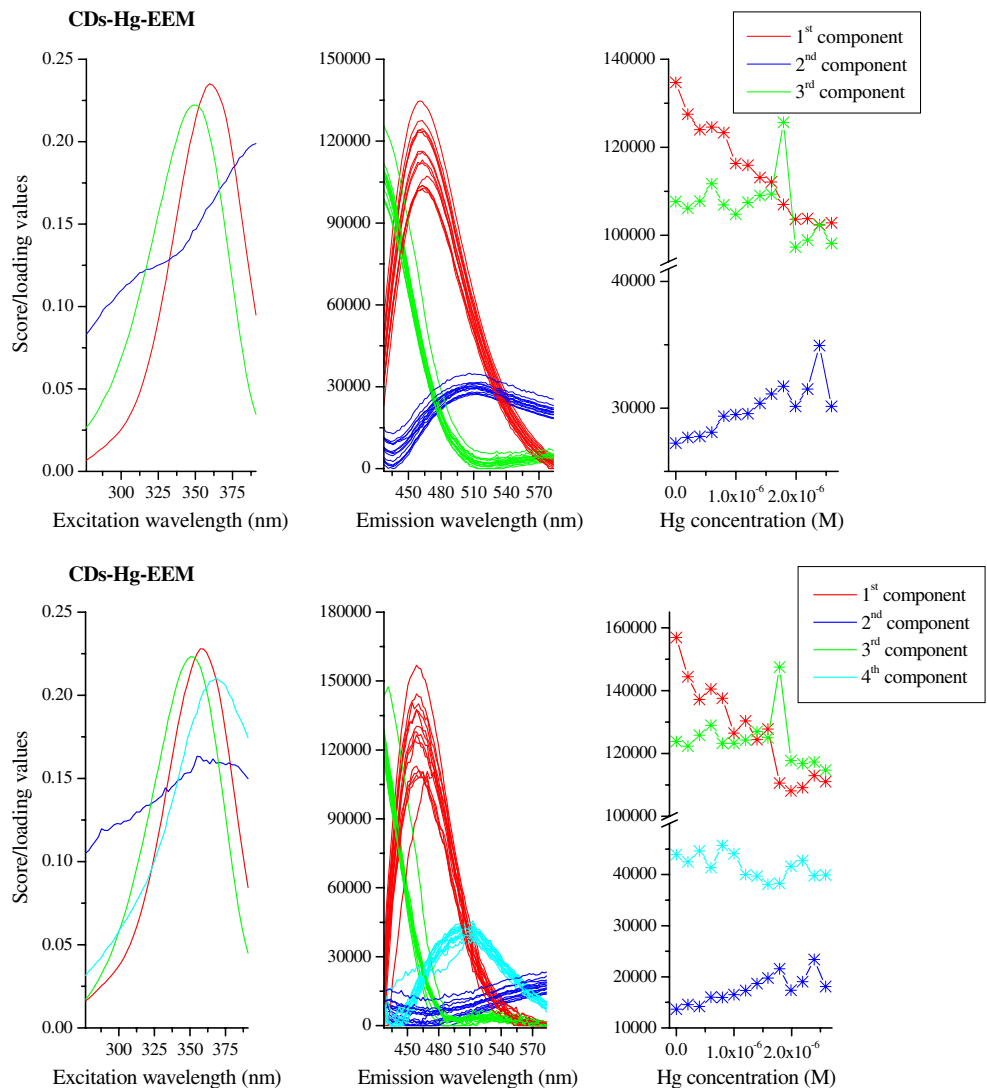 CDs-Hg-EEM
1st component
2nd component
3rd component
Score/loading values
0.25
0.20
0.15
0.10
0.05
0.00
300 325 350 375
Excitation wavelength (nm)
150000
120000
90000
60000
30000
0
450 480 510 540 570
Emission wavelength (nm)
140000
120000
100000
40000
30000
0.0 1.0x10-6 2.0x10-6
Hg concentration (M)
CDs-Hg-EEM
1st component
2nd component
3rd component
4th component
Score/loading values
0.25
0.20
0.15
0.10
0.05
0.00
300 325 350 375
Excitation wavelength (nm)
180000
150000
120000
90000
60000
30000
0
450 480 510 540 570
Emission wavelength (nm)
160000
140000
120000
100000
40000
30000
20000
10000
0.0 1.0x10-6 2.0x10-6
Hg concentration (M)